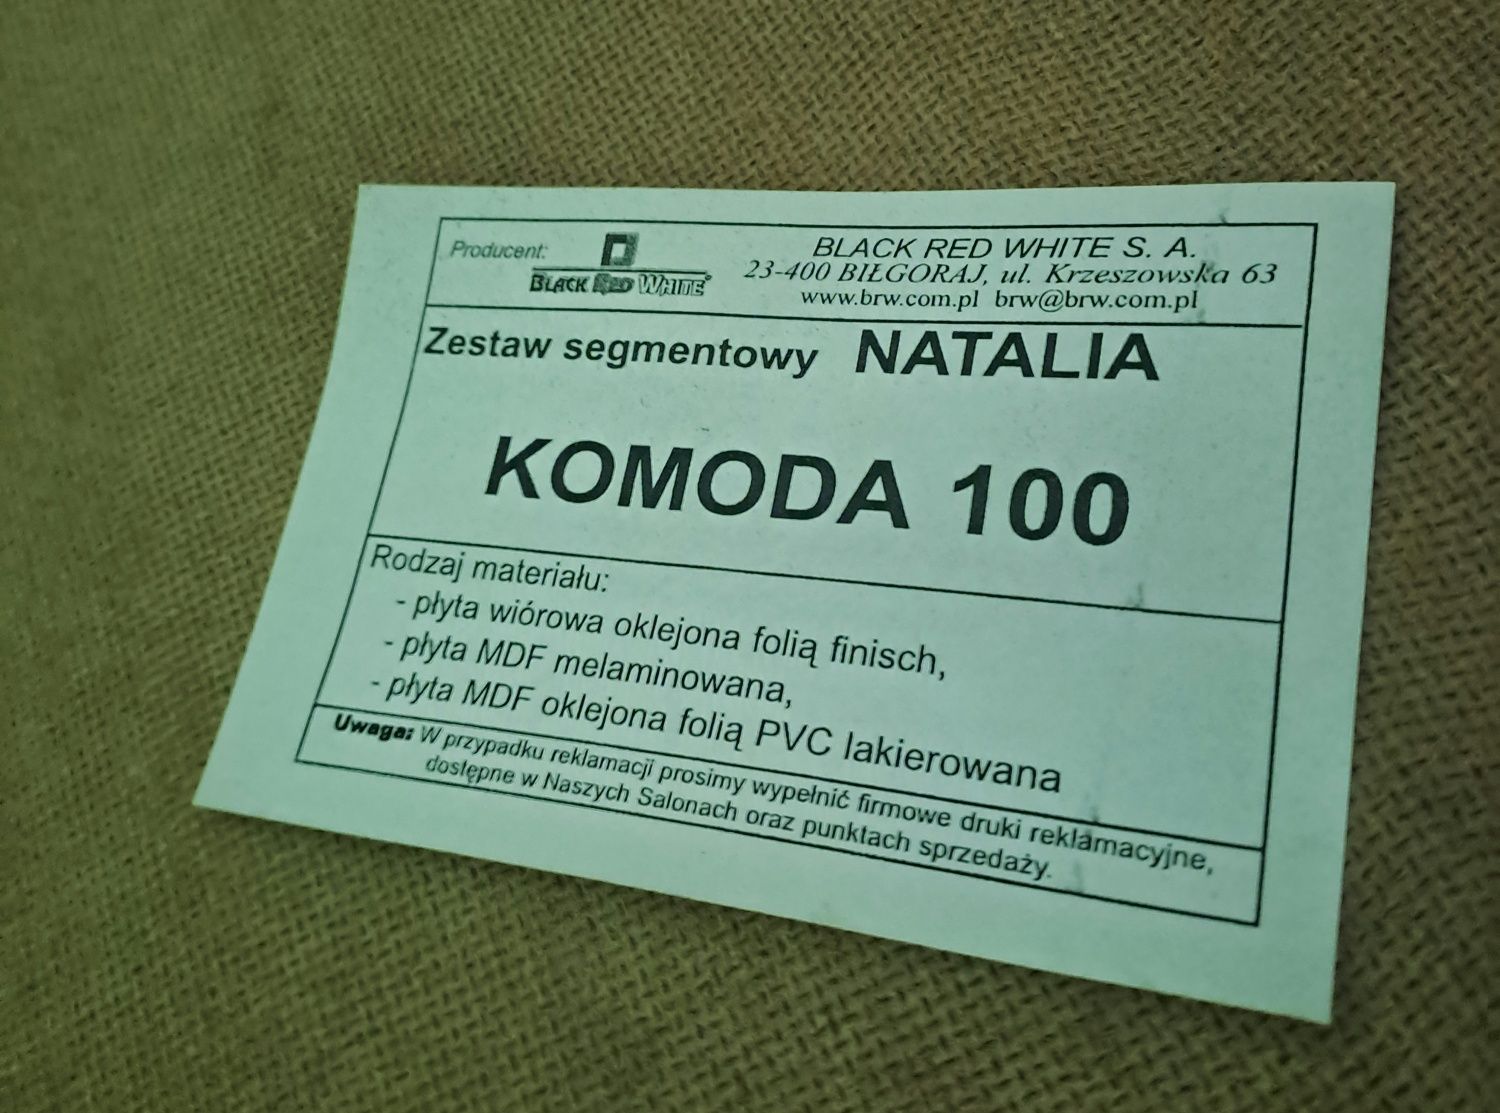 Producent: BLACK RED WHITE BLACK RED WHITE S. A.
23-400 BIŁGORAJ, ul. Krzeszowska 63
www.brw.com.pl brw@brw.com.pl
Zestaw segmentowy NATALIA
KOMODA 100
Rodzaj materiału:
- płyta wiórowa oklejona folią finisch,
- płyta MDF melaminowana,
- płyta MDF oklejona folią PVC lakierowana
Uwaga: W przypadku reklamacji prosimy wypełnić firmowe druki reklamacyjne,
dostępne w Naszych Salonach oraz punktach sprzedaży.